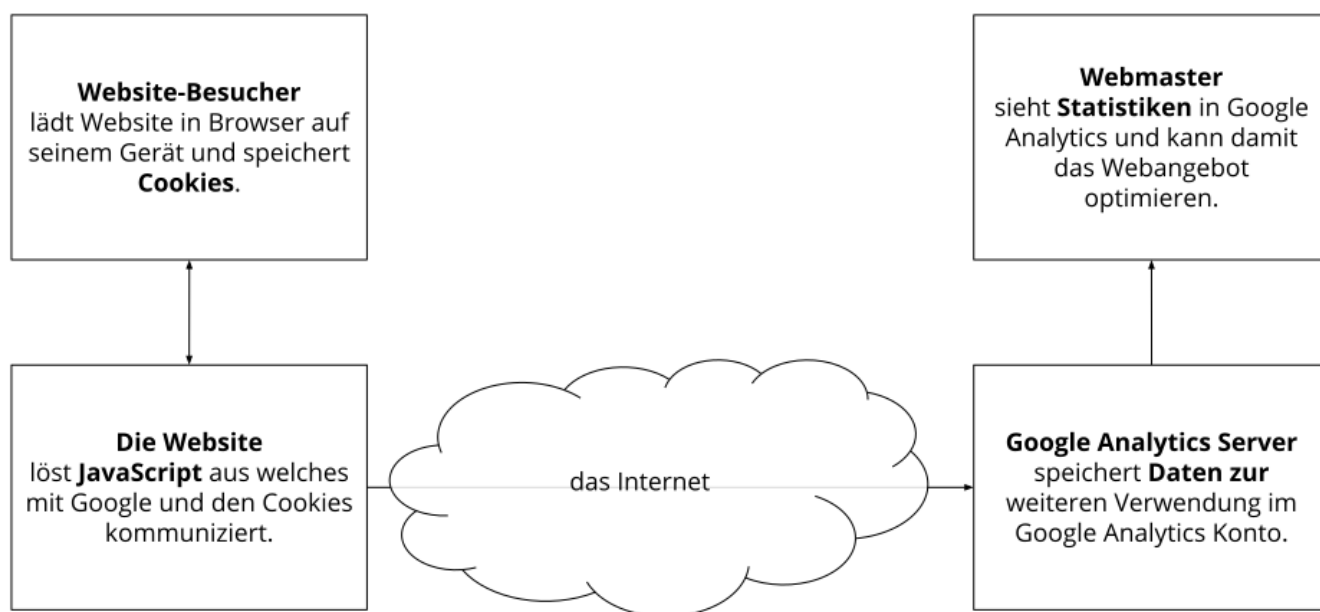 Website-Besucher
lädt Website in Browser auf
seinem Gerät und speichert
Cookies.
Webmaster
sieht Statistiken in Google
Analytics und kann damit
das Webangebot
optimieren.
Die Website
löst JavaScript aus welches
mit Google und den Cookies
kommuniziert.
das Internet
Google Analytics Server
speichert Daten zur
weiteren Verwendung im
Google Analytics Konto.